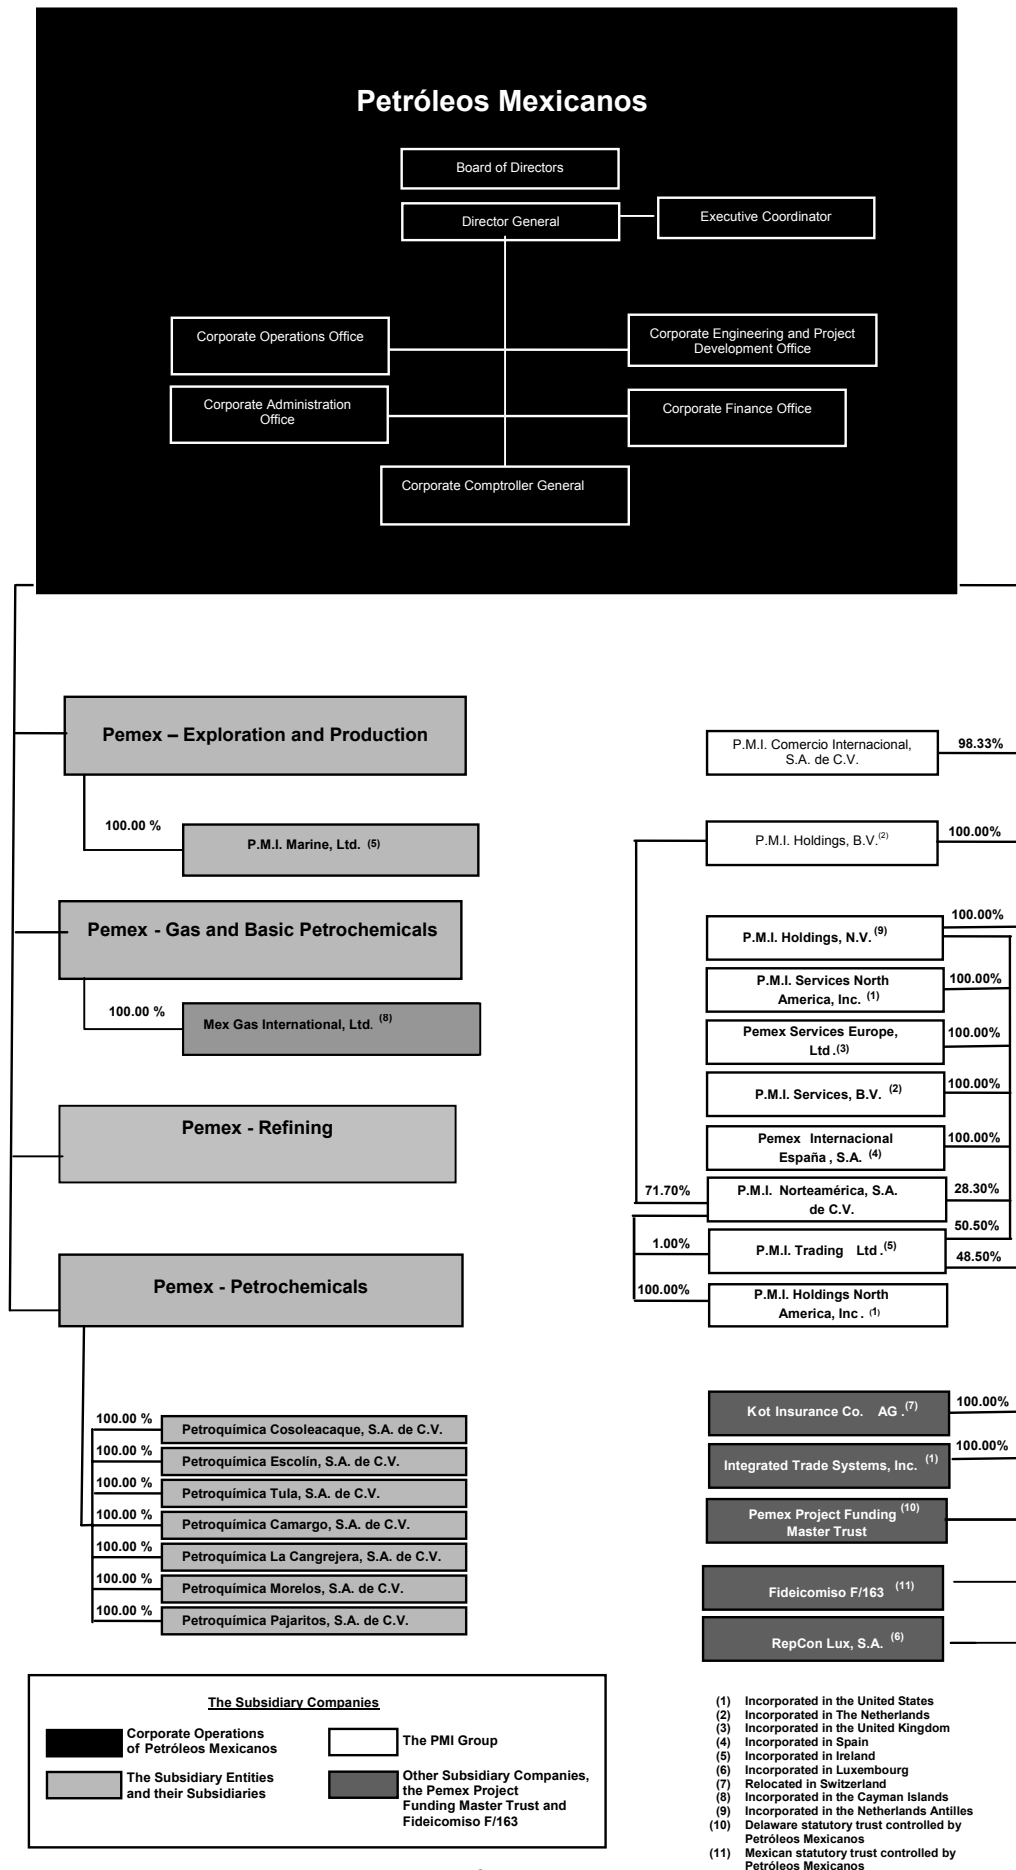 Petróleos Mexicanos
Board of Directors
Director General
Executive Coordinator
Corporate Operations Office
Corporate Engineering and Project
Development Office
Corporate Administration
Office
Corporate Finance Office
Corporate Comptroller General
Pemex – Exploration and Production
100.00 %
P.M.I. Marine, Ltd. (5)
Pemex - Gas and Basic Petrochemicals
100.00 %
Mex Gas International, Ltd. (8)
Pemex - Refining
Pemex - Petrochemicals
100.00 %
Petroquímica Cosoleacaque, S.A. de C.V.
100.00 %
Petroquímica Escolín, S.A. de C.V.
100.00 %
Petroquímica Tula, S.A. de C.V.
100.00 %
Petroquímica Camargo, S.A. de C.V.
100.00 %
Petroquímica La Cangrejera, S.A. de C.V.
100.00 %
Petroquímica Morelos, S.A. de C.V.
100.00 %
Petroquímica Pajaritos, S.A. de C.V.
P.M.I. Comercio Internacional,
S.A. de C.V.
98.33%
P.M.I. Holdings, B.V.(2)
100.00%
P.M.I. Holdings, N.V.(9)
100.00%
P.M.I. Services North
America, Inc. (1)
100.00%
Pemex Services Europe,
Ltd.(3)
100.00%
P.M.I. Services, B.V. (2)
100.00%
Pemex Internacional
España, S.A. (4)
100.00%
71.70%
P.M.I. Norteamérica, S.A.
de C.V.
28.30%
50.50%
1.00%
P.M.I. Trading Ltd.(5)
48.50%
100.00%
P.M.I. Holdings North
America, Inc. (1)
Kot Insurance Co. AG.(7)
100.00%
Integrated Trade Systems, Inc. (1)
100.00%
Pemex Project Funding (10)
Master Trust
Fideicomiso F/163 (11)
RepCon Lux, S.A. (6)
The Subsidiary Companies
Corporate Operations
of Petróleos Mexicanos
The PMI Group
The Subsidiary Entities
and their Subsidiaries
Other Subsidiary Companies,
the Pemex Project
Funding Master Trust and
Fideicomiso F/163
(1) Incorporated in the United States
(2) Incorporated in The Netherlands
(3) Incorporated in the United Kingdom
(4) Incorporated in Spain
(5) Incorporated in Ireland
(6) Incorporated in Luxembourg
(7) Relocated in Switzerland
(8) Incorporated in the Cayman Islands
(9) Incorporated in the Netherlands Antilles
(10) Delaware statutory trust controlled by
Petróleos Mexicanos
(11) Mexican statutory trust controlled by
Petróleos Mexicanos